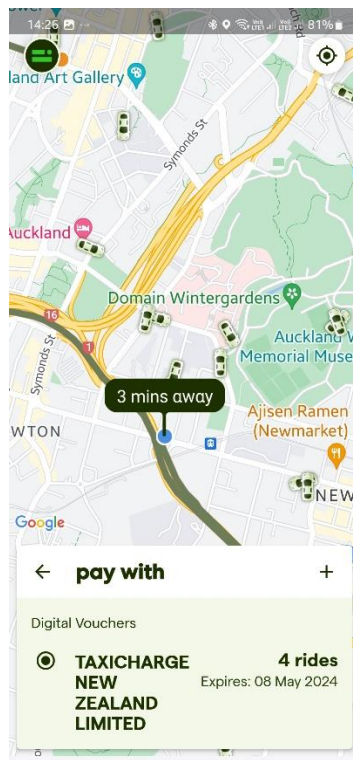 14:26
81%
land Art Gallery
Symonds St
Auckland
Domain Wintergardens
16
1
Auckland W
Memorial Muse
Symonds St
3 mins away
Ajisen Ramen
(Newmarket)
WTON
NEW
Google
pay with
Digital Vouchers
TAXICHARGE
NEW
ZEALAND
LIMITED
4 rides
Expires: 08 May 2024